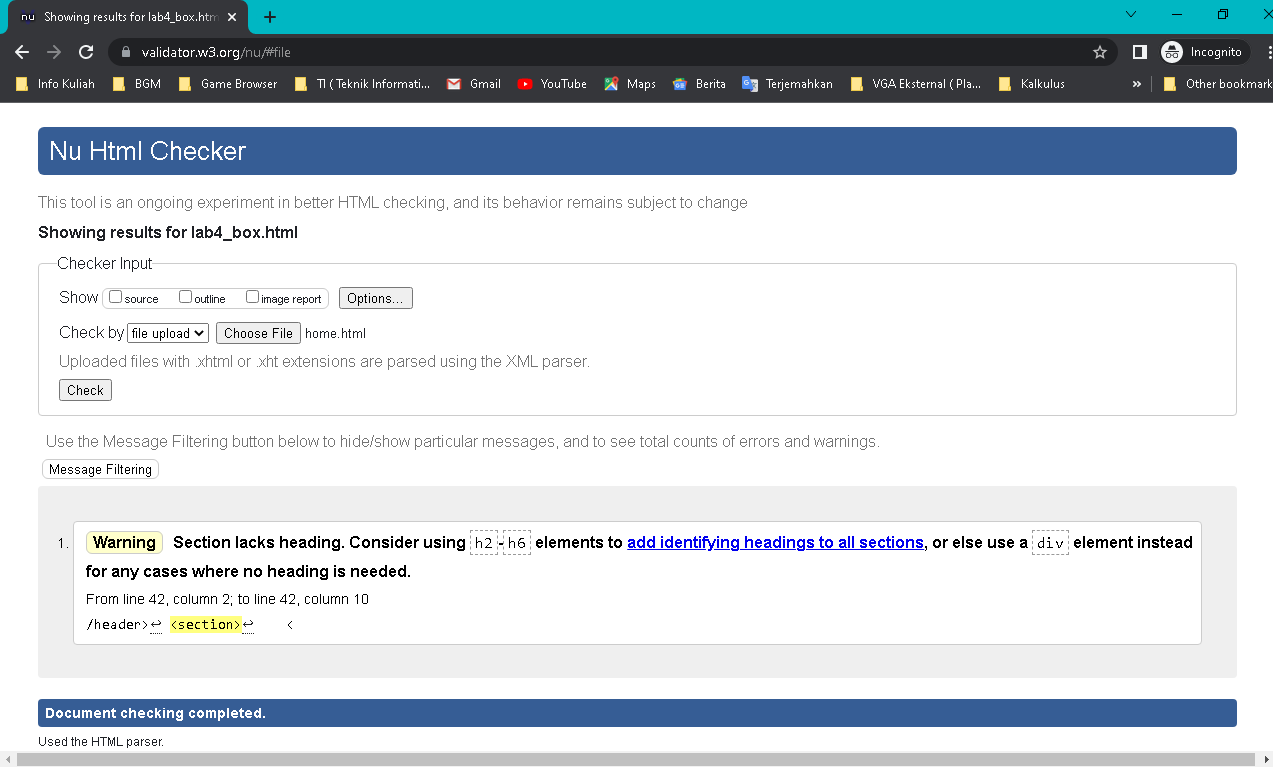 nu Showing results for lab4_box.htm
validator.w3.org/nu/#file
Incognito
Info Kuliah BGM Game Browser TI ( Teknik Informati... Gmail YouTube Maps Berita Terjemahkan VGA Eksternal ( Pla... Kalkulus » Other bookmark
Nu Html Checker
This tool is an ongoing experiment in better HTML checking, and its behavior remains subject to change
Showing results for lab4_box.html
Checker Input
Show source outline image report Options...
Check by file upload Choose File home.html
Uploaded files with .xhtml or .xht extensions are parsed using the XML parser.
Check
Use the Message Filtering button below to hide/show particular messages, and to see total counts of errors and warnings.
Message Filtering
1. Warning Section lacks heading. Consider using h2-h6 elements to add identifying headings to all sections, or else use a div element instead
for any cases where no heading is needed.
From line 42, column 2; to line 42, column 10
/header>↩ <section>↩ <
Document checking completed.
Used the HTML parser.